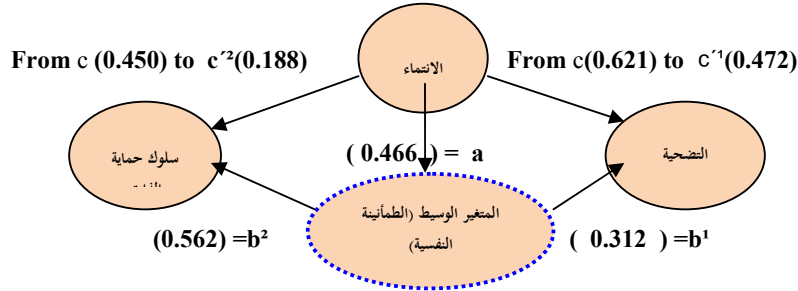 الانتماء
From c (0.450) to c´²(0.188)
From c(0.621) to c´¹(0.472)
سلوك حماية
التضحية
( 0.466 ) = a
المتغير الوسيط (الطمأنينة
النفسية)
(0.562) =b²
( 0.312 ) =b¹